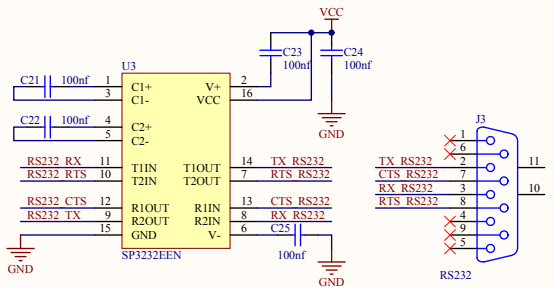 VCC
C23
100nf
C24
100nf
GND
U3
C21
100nf
C22
100nf
1
3
4
5
11
10
12
9
15
C1+
C1-
C2+
C2-
T1IN
T2IN
R1OUT
R2OUT
GND
V+
VCC
T1OUT
T2OUT
R1IN
R2IN
V-
2
16
14
7
13
8
6
SP3232EEN
RS232_RX
RS232_RTS
RS232_CTS
RS232_TX
GND
TX_RS232
RTS_RS232
CTS_RS232
RX_RS232
C25
100nf
GND
J3
TX_RS232
CTS_RS232
RX_RS232
RTS_RS232
1
6
2
7
3
8
4
9
5
11
10
RS232